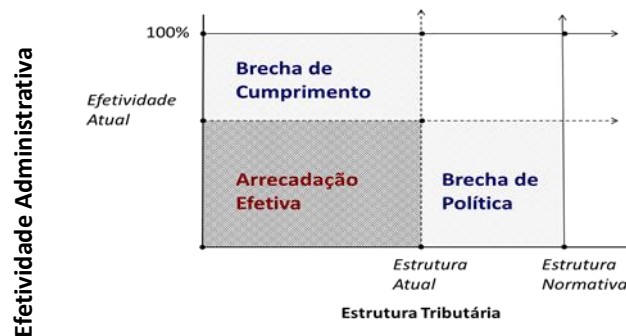 Efetividade Administrativa
100%
Efetividade
Atual
Brecha de
Cumprimento
Arrecadação
Efetiva
Brecha de
Política
Estrutura
Atual
Estrutura
Normativa
Estrutura Tributária